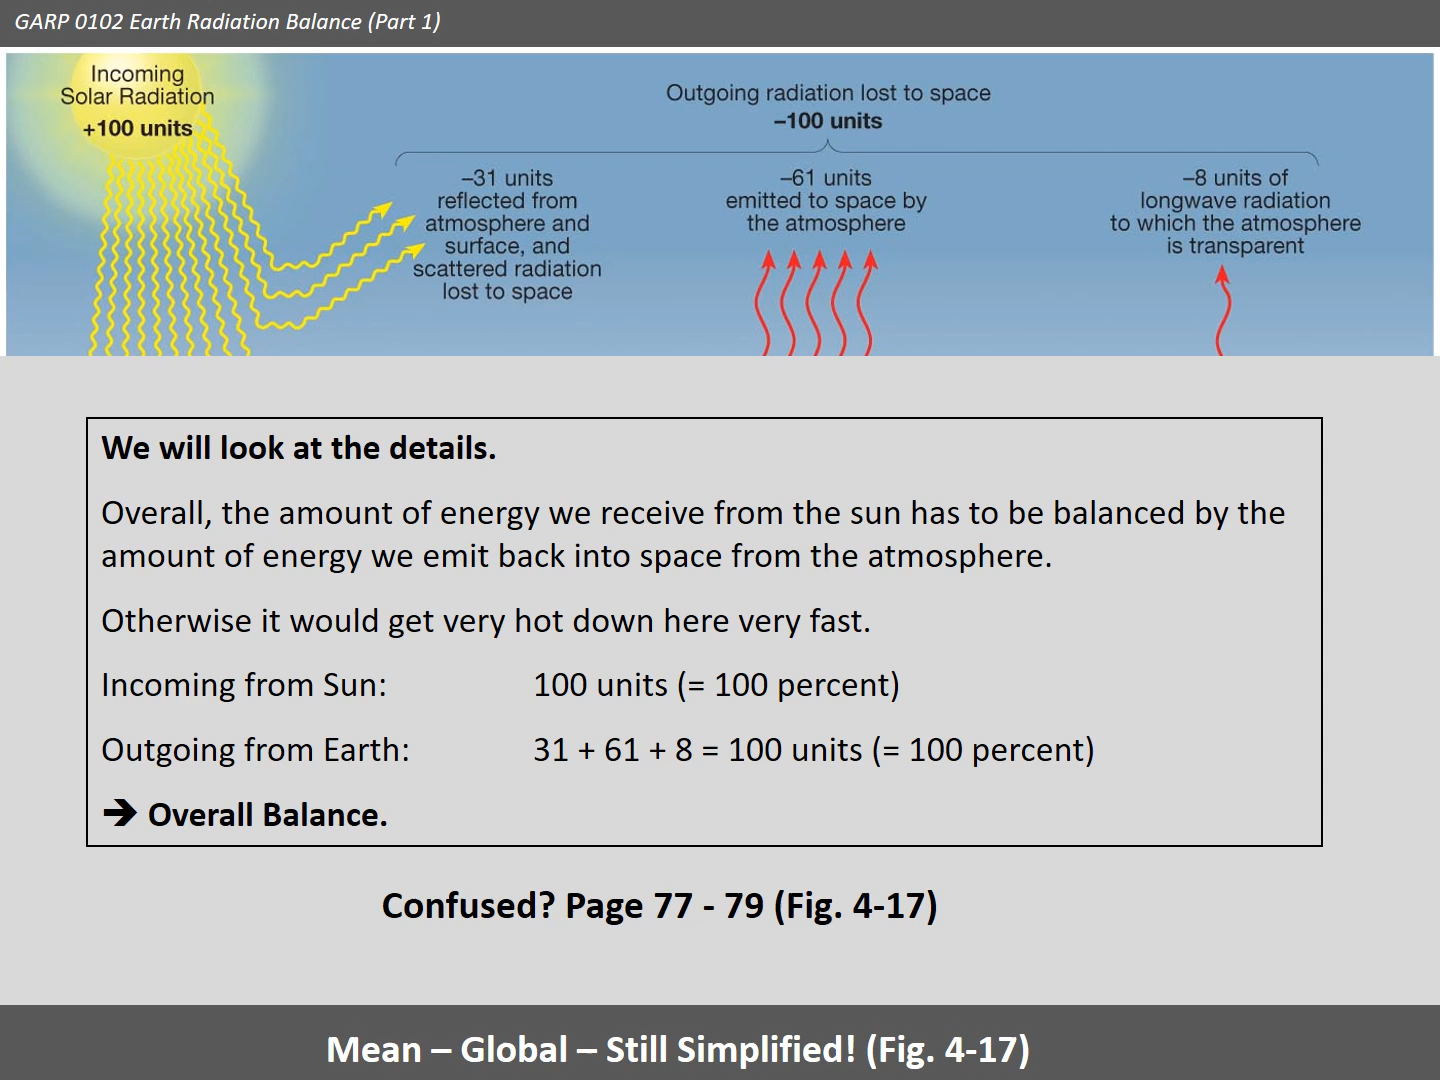 GARP 0102 Earth Radiation Balance (Part 1)
Incoming
Solar Radiation
+100 units
Outgoing radiation lost to space
–100 units
–31 units
reflected from
atmosphere and
surface, and
scattered radiation
lost to space
–61 units
emitted to space by
the atmosphere
–8 units of
longwave radiation
to which the atmosphere
is transparent
We will look at the details.
Overall, the amount of energy we receive from the sun has to be balanced by the
amount of energy we emit back into space from the atmosphere.
Otherwise it would get very hot down here very fast.
Incoming from Sun: 100 units (= 100 percent)
Outgoing from Earth: 31 + 61 + 8 = 100 units (= 100 percent)
➔ Overall Balance.
Confused? Page 77 - 79 (Fig. 4-17)
Mean – Global – Still Simplified! (Fig. 4-17)